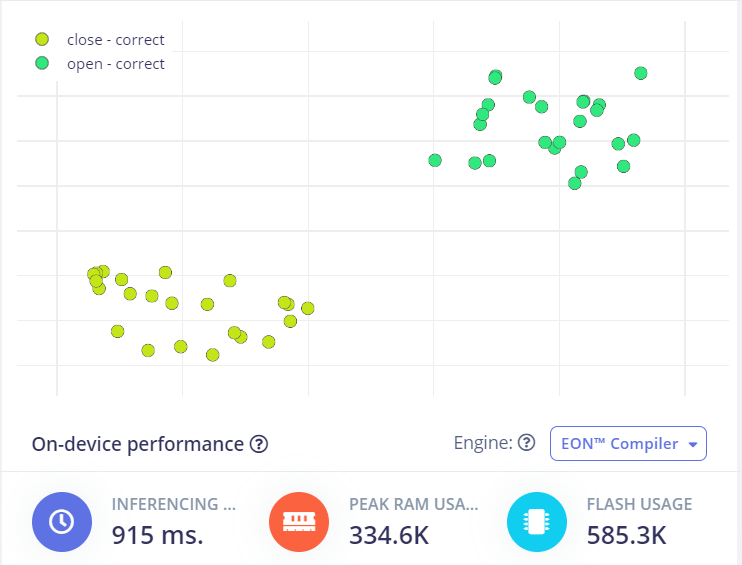 close - correct
open - correct
On-device performance ?
Engine: ? EON™ Compiler
INFERENCING ... PEAK RAM USA... FLASH USAGE
915 ms. 334.6K 585.3K